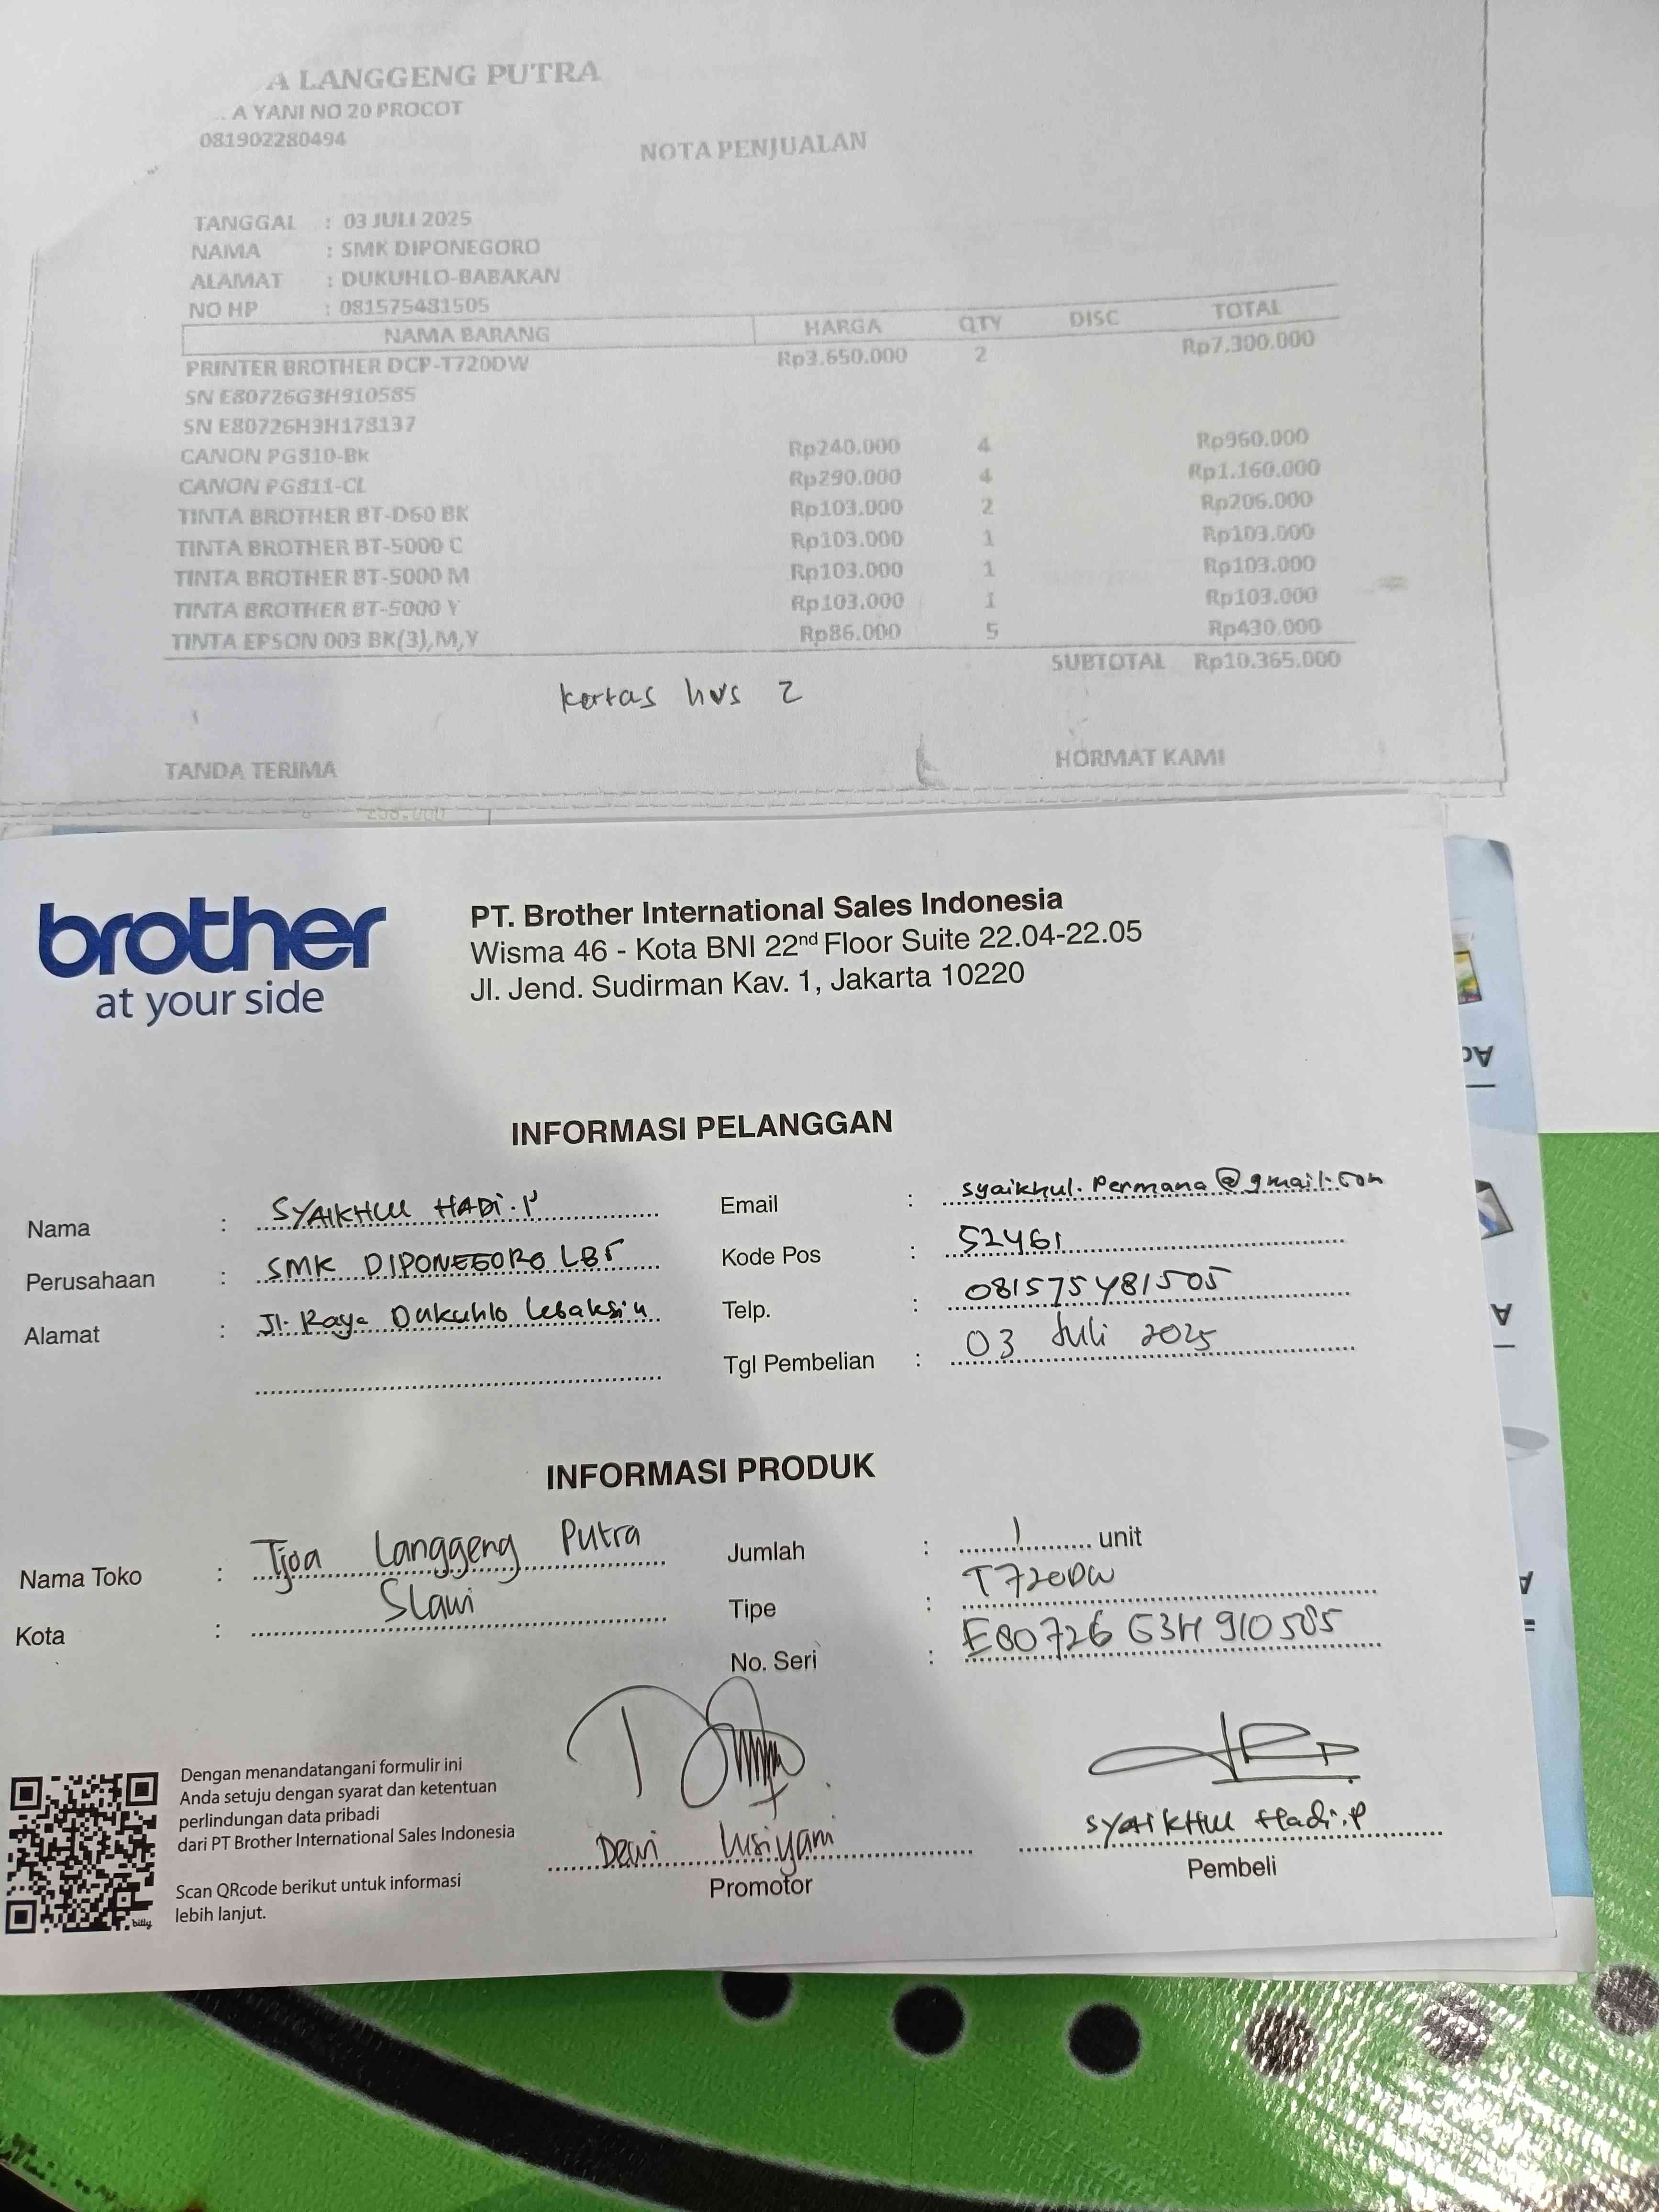 A LANGGENG PUTRA
. A YANI NO 20 PROCOT
081902280494
NOTA PENJUALAN
TANGGAL : 03 JULI 2025
NAMA : SMK DIPONEGORO
ALAMAT : DUKUHLO-BABAKAN
NO HP : 081575481505
NAMA BARANG HARGA QTY DISC TOTAL
PRINTER BROTHER DCP-T720DW Rp3.650.000 2 Rp7.300.000
SN E80726G3H910585
SN E80726H3H178137
CANON PG810-Bk Rp240.000 4 Rp960.000
CANON PG811-CL Rp290.000 4 Rp1.160.000
TINTA BROTHER BT-D60 BK Rp103.000 2 Rp206.000
TINTA BROTHER BT-5000 C Rp103.000 1 Rp103.000
TINTA BROTHER BT-5000 M Rp103.000 1 Rp103.000
TINTA BROTHER BT-5000 Y Rp103.000 1 Rp103.000
TINTA EPSON 003 BK(3),M,Y Rp86.000 5 Rp430.000
SUBTOTAL Rp10.365.000
kertas hvs 2
TANDA TERIMA HORMAT KAMI
brother
at your side
PT. Brother International Sales Indonesia
Wisma 46 - Kota BNI 22nd Floor Suite 22.04-22.05
Jl. Jend. Sudirman Kav. 1, Jakarta 10220
INFORMASI PELANGGAN
Nama : SYAIKHUL HADI.P
Perusahaan : SMK DIPONEGORO LBS
Alamat : Jl. Raya Dukuhlo Lebaksiu
Email : syaikhul.Permana@gmail.com
Kode Pos : 52461
Telp. : 081575481505
Tgl Pembelian : 03 Juli 2025
INFORMASI PRODUK
Nama Toko : Tjoa Langgeng Putra
Kota : Slawi
Jumlah : 1 unit
Tipe : T720DW
No. Seri : E80726G3H910585
Dengan menandatangani formulir ini
Anda setuju dengan syarat dan ketentuan
perlindungan data pribadi
dari PT Brother International Sales Indonesia
Scan QRcode berikut untuk informasi
lebih lanjut.
bitly
Dewi Lusiyani
Promotor
SYAIKHUL Hadi.P
Pembeli